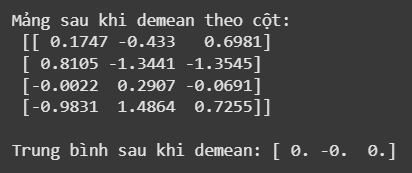 Mảng sau khi demean theo cột:
[[ 0.1747 -0.433   0.6981]
[ 0.8105 -1.3441 -1.3545]
[-0.0022  0.2907 -0.0691]
[-0.9831  1.4864  0.7255]]
Trung bình sau khi demean: [ 0. -0.  0.]